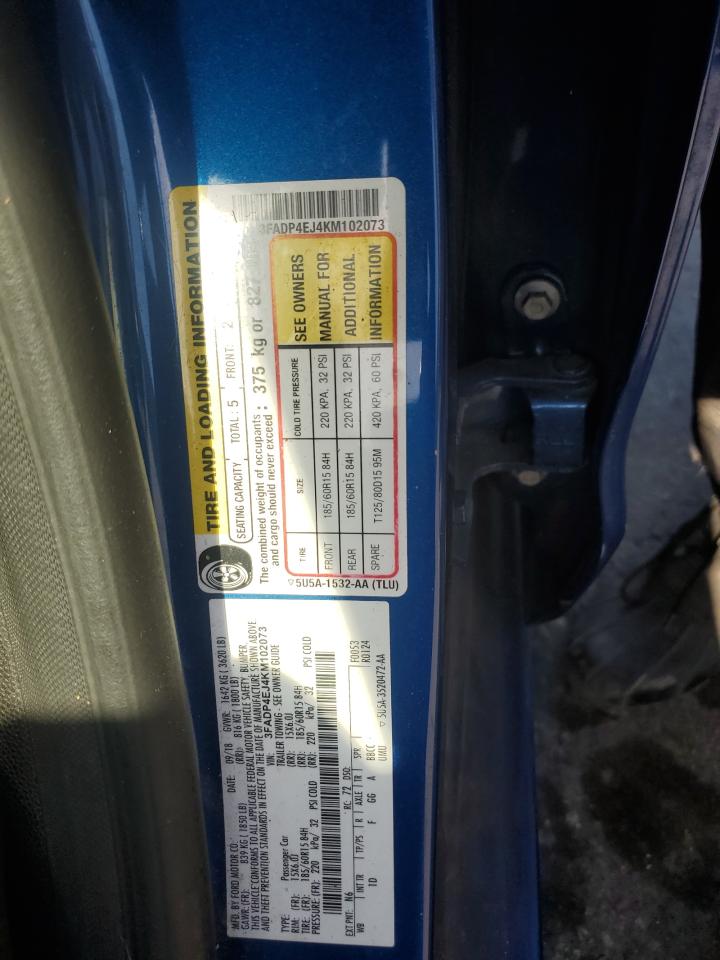 3FADP4EJ4KM102073
TIRE AND LOADING INFORMATION
SEATING CAPACITY TOTAL: 5 FRONT: 2
The combined weight of occupants and cargo should never exceed : 375 kg or 827
TIRE SIZE COLD TIRE PRESSURE
FRONT 185/60R15 84H 220 KPA, 32 PSI
REAR 185/60R15 84H 220 KPA, 32 PSI
SPARE T125/80D15 95M 420 KPA, 60 PSI
SEE OWNERS
MANUAL FOR
ADDITIONAL
INFORMATION
5U5A-1532-AA (TLU)
MFD. BY FORD MOTOR CO. DATE: 09/18 GVWR: 1642 KG ( 3620 LB)
GAWR: (FR): 839 KG ( 1850 LB) (RR): 816 KG ( 1800 LB)
THIS VEHICLE CONFORMS TO ALL APPLICABLE FEDERAL MOTOR VEHICLE SAFETY, BUMPER,
AND THEFT PREVENTION STANDARDS IN EFFECT ON THE DATE OF MANUFACTURE SHOWN ABOVE.
VIN: 3FADP4EJ4KM102073
TYPE: Passenger Car TRAILER TOWING - SEE OWNER GUIDE
RIM: (FR): 15X6.0J (RR): 15X6.0J
TIRE: (FR): 185/60R15 84H (RR): 185/60R15 84H
PRESSURE: (FR): 220 kPa/ 32 PSI COLD (RR): 220 kPa/ 32 PSI COLD
F0053
RD124
EXT PNT: N6 RC: 72 DSO:
WB INT TR TP/PS R AXLE TR SPR
1D F GG A BBCC
UMU 5U5A-3520472-AA